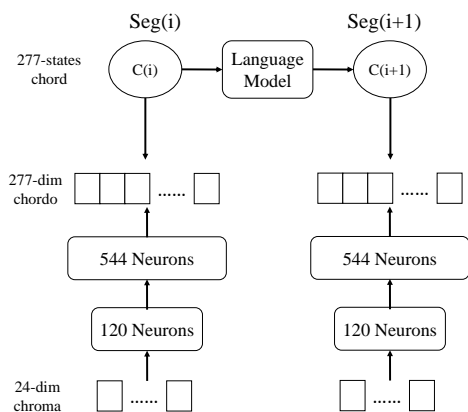 Seg(i)
Seg(i+1)
277-states
chord
C(i)
Language
Model
C(i+1)
277-dim
chordo
......
......
544 Neurons
544 Neurons
120 Neurons
120 Neurons
24-dim
chroma
......
......